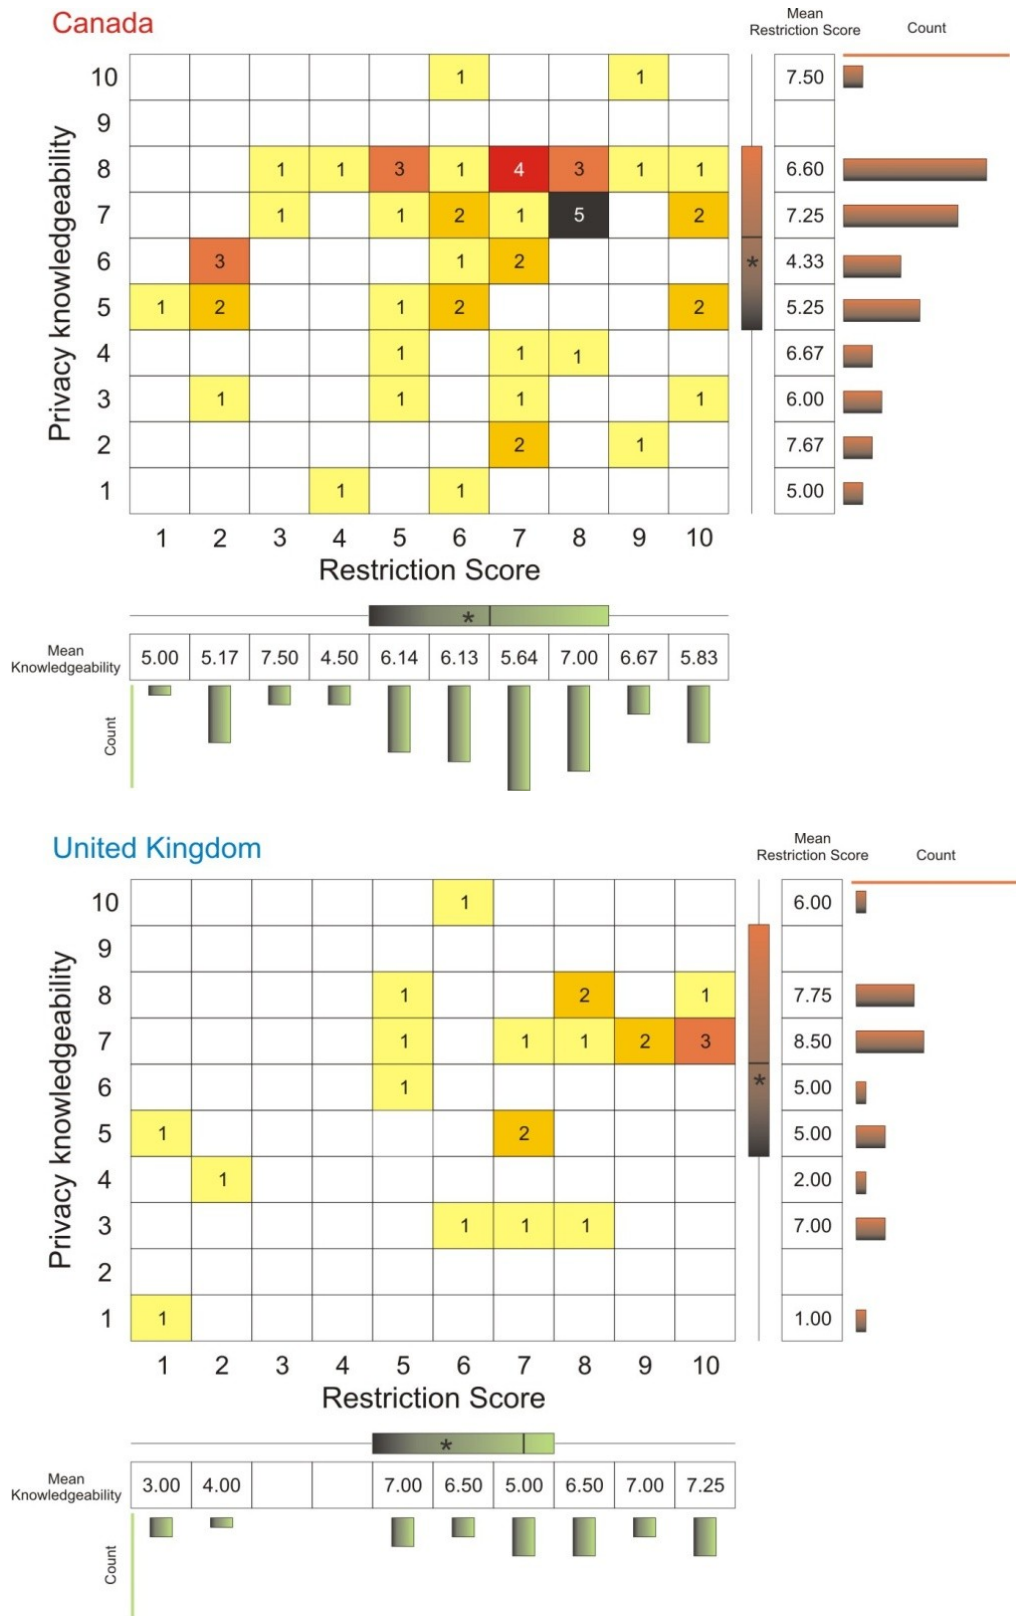 Canada
Mean
Restriction Score
Count
Privacy knowledgeability
10 1 1 7.50
9
8 1 1 3 1 4 3 1 1 6.60
7 1 1 2 1 5 2 7.25
6 3 1 2 * 4.33
5 1 2 1 2 2 5.25
4 1 1 1 6.67
3 1 1 1 1 6.00
2 2 1 7.67
1 1 1 5.00
1 2 3 4 5 6 7 8 9 10
Restriction Score
*
Mean
Knowledgeability
5.00 5.17 7.50 4.50 6.14 6.13 5.64 7.00 6.67 5.83
Count
United Kingdom
Mean
Restriction Score
Count
Privacy knowledgeability
10 1 6.00
9
8 1 2 1 7.75
7 1 1 1 2 3 8.50
6 1 * 5.00
5 1 2 5.00
4 1 2.00
3 1 1 1 7.00
2
1 1 1.00
1 2 3 4 5 6 7 8 9 10
Restriction Score
*
Mean
Knowledgeability
3.00 4.00 7.00 6.50 5.00 6.50 7.00 7.25
Count